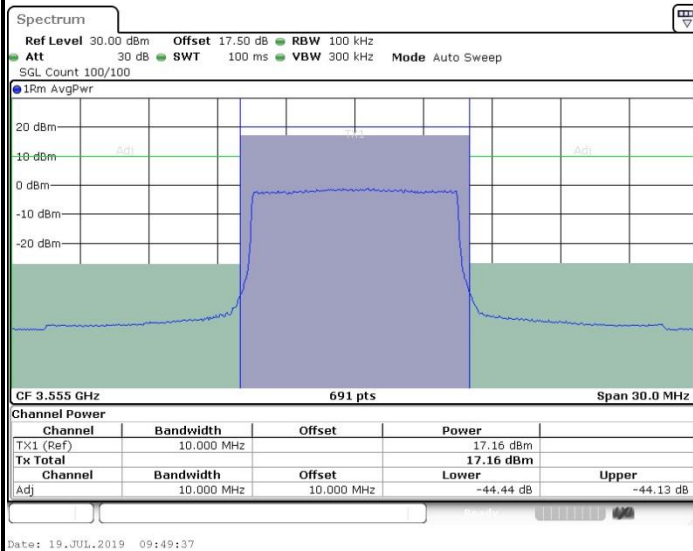 Spectrum
Ref Level 30.00 dBm Offset 17.50 dB RBW 100 kHz
Att 30 dB SWT 100 ms VBW 300 kHz Mode Auto Sweep
SGL Count 100/100
1Rm AvgPwr
20 dBm
TX1
10 dBm Adj Adj
0 dBm
-10 dBm
-20 dBm
CF 3.555 GHz 691 pts Span 30.0 MHz
Channel Power
Channel Bandwidth Offset Power
TX1 (Ref) 10.000 MHz 17.16 dBm
Tx Total 17.16 dBm
Channel Bandwidth Offset Lower Upper
Adj 10.000 MHz 10.000 MHz -44.44 dB -44.13 dB
Ready
Date: 19.JUL.2019 09:49:37